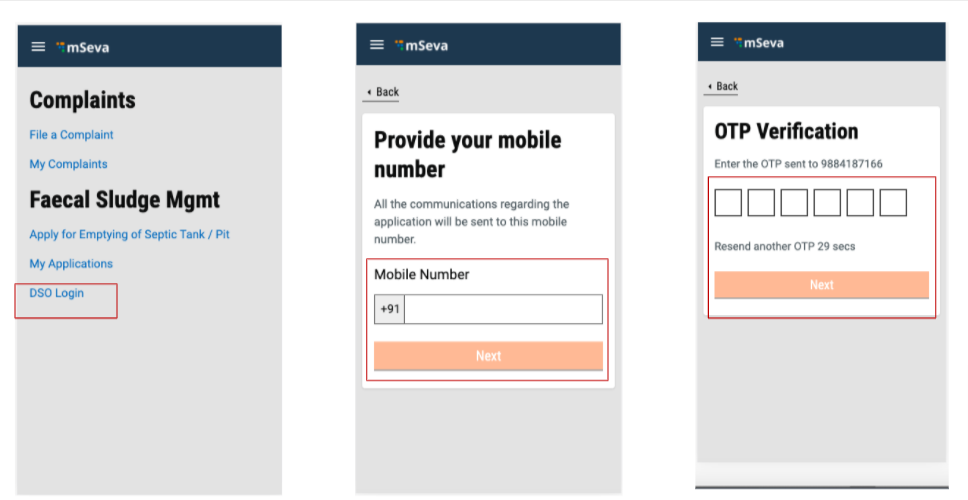 mSeva
Complaints
File a Complaint
My Complaints
Faecal Sludge Mgmt
Apply for Emptying of Septic Tank / Pit
My Applications
DSO Login
mSeva
Back
Provide your mobile
number
All the communications regarding the
application will be sent to this mobile
number.
Mobile Number
+91
Next
mSeva
Back
OTP Verification
Enter the OTP sent to 9884187166
Resend another OTP 29 secs
Next